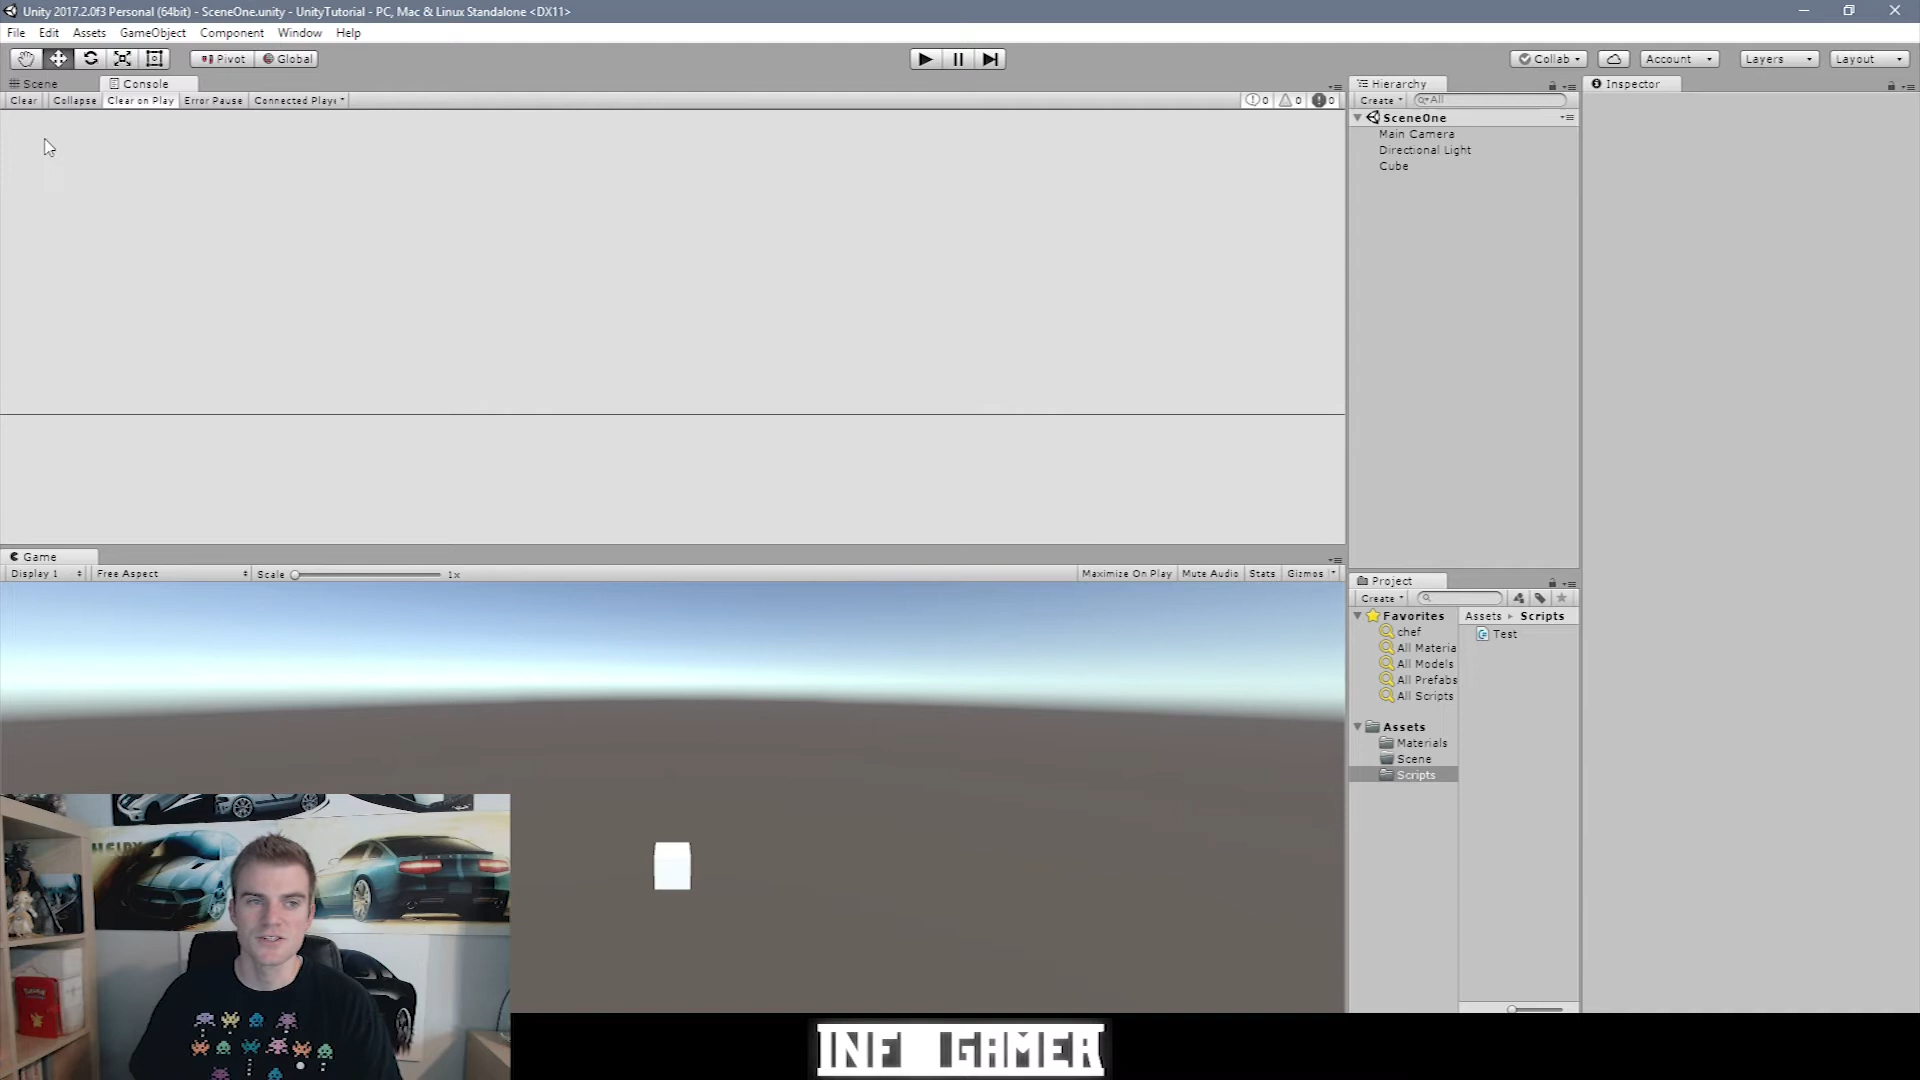 Unity 2017.2.0f3 Personal (64bit) - SceneOne.unity - UnityTutorial - PC, Mac & Linux Standalone <DX11>
File Edit Assets GameObject Component Window Help
Pivot Global Collab Account Layers Layout
Scene Console Hierarchy Inspector
Clear Collapse Clear on Play Error Pause Connected Playe 0 0 0 Create All
SceneOne
Main Camera
Directional Light
Cube
Game
Display 1 Free Aspect Scale 1x Maximize On Play Mute Audio Stats Gizmos
Project
Create
Favorites
chef
All Materia
All Models
All Prefabs
All Scripts
Assets
Materials
Scene
Scripts
Assets Scripts
Test
INF GAMER